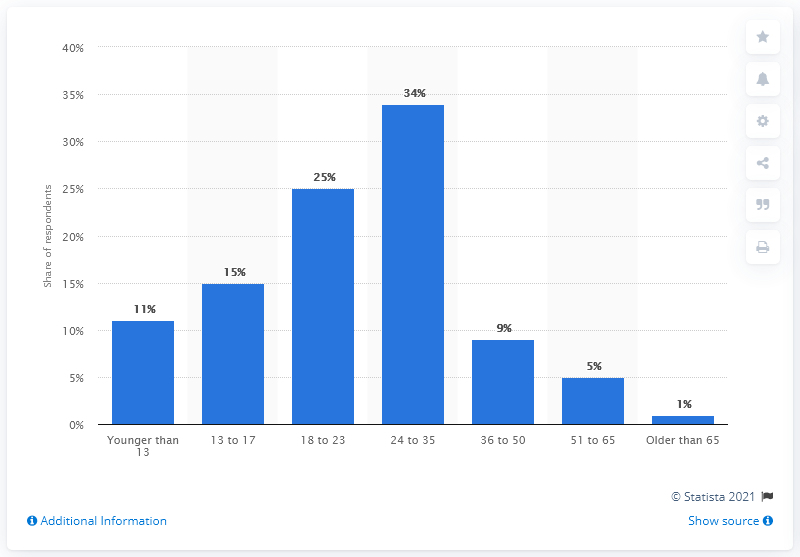 40%
35%
30%
25%
20%
15%
10%
5%
0%
Share of respondents
11%
15%
25%
34%
9%
5%
1%
Younger than
13
13 to 17
18 to 23
24 to 35
36 to 50
51 to 65
Older than 65
© Statista 2021
Additional Information
Show source